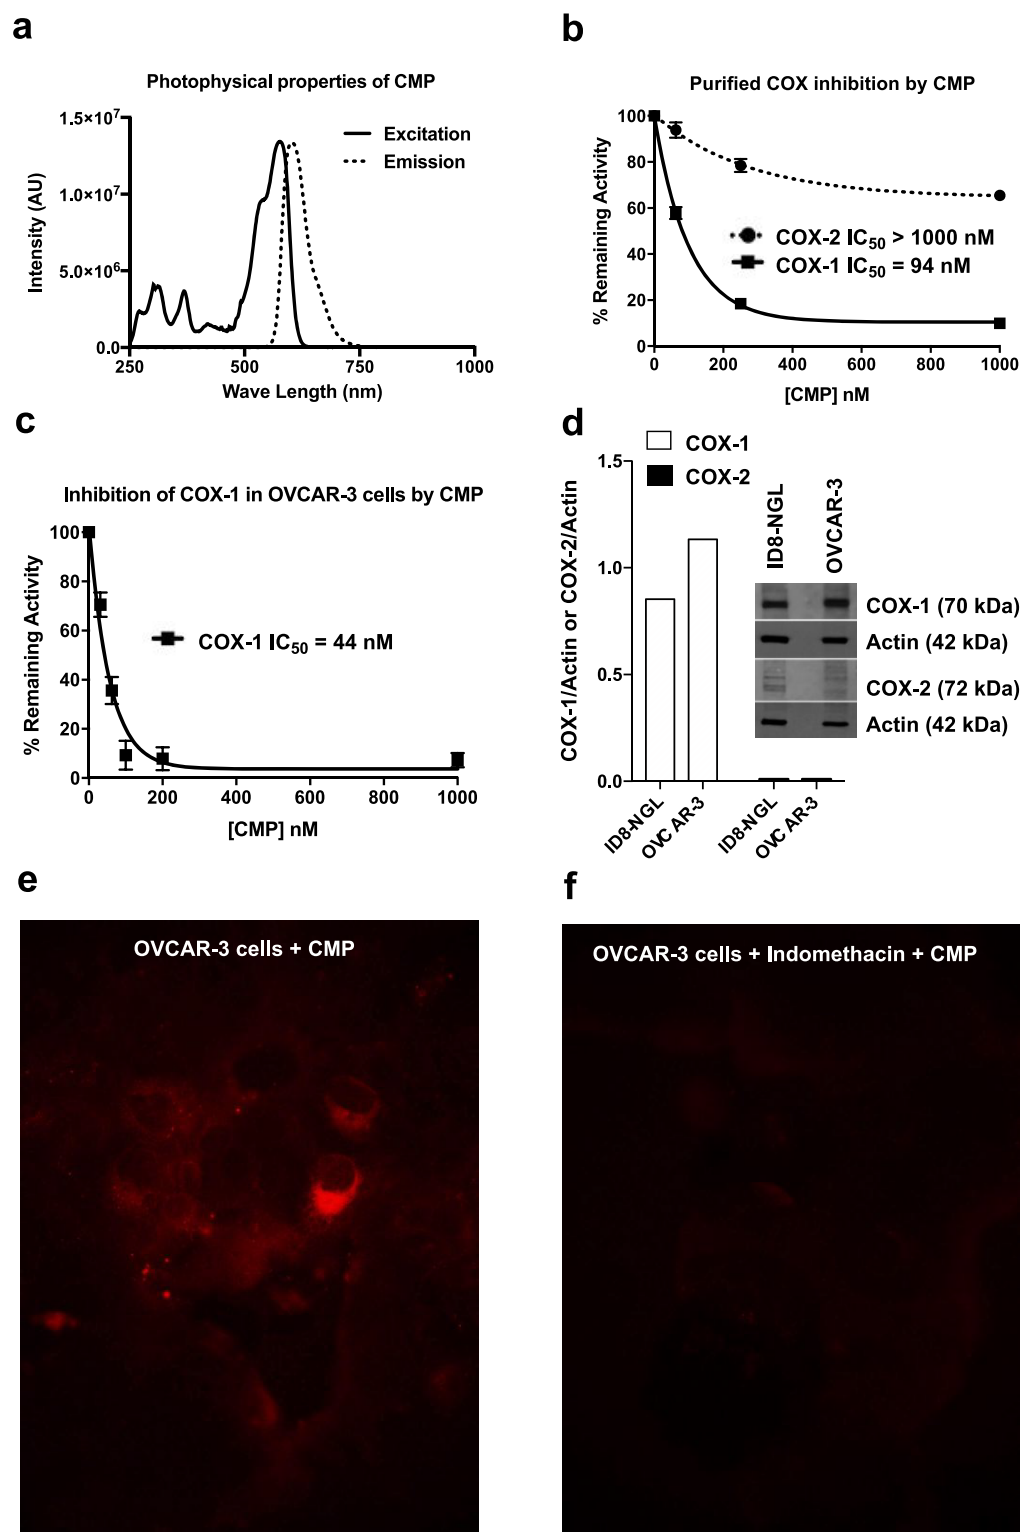 a
Photophysical properties of CMP
1.5×10⁷
1.0×10⁷
5.0×10⁶
0.0
Intensity (AU)
Excitation
Emission
250
500
750
1000
Wave Length (nm)
b
Purified COX inhibition by CMP
100
80
60
40
20
0
% Remaining Activity
COX-2 IC₅₀ > 1000 nM
COX-1 IC₅₀ = 94 nM
0
200
400
600
800
1000
[CMP] nM
c
Inhibition of COX-1 in OVCAR-3 cells by CMP
100
80
60
40
20
0
% Remaining Activity
COX-1 IC₅₀ = 44 nM
0
200
400
600
800
1000
[CMP] nM
d
COX-1
COX-2
1.5
1.0
0.5
0.0
COX-1/Actin or COX-2/Actin
ID8-NGL
OVCAR-3
COX-1 (70 kDa)
Actin (42 kDa)
COX-2 (72 kDa)
Actin (42 kDa)
ID8-NGL
OVCAR-3
ID8-NGL
OVCAR-3
e
OVCAR-3 cells + CMP
f
OVCAR-3 cells + Indomethacin + CMP